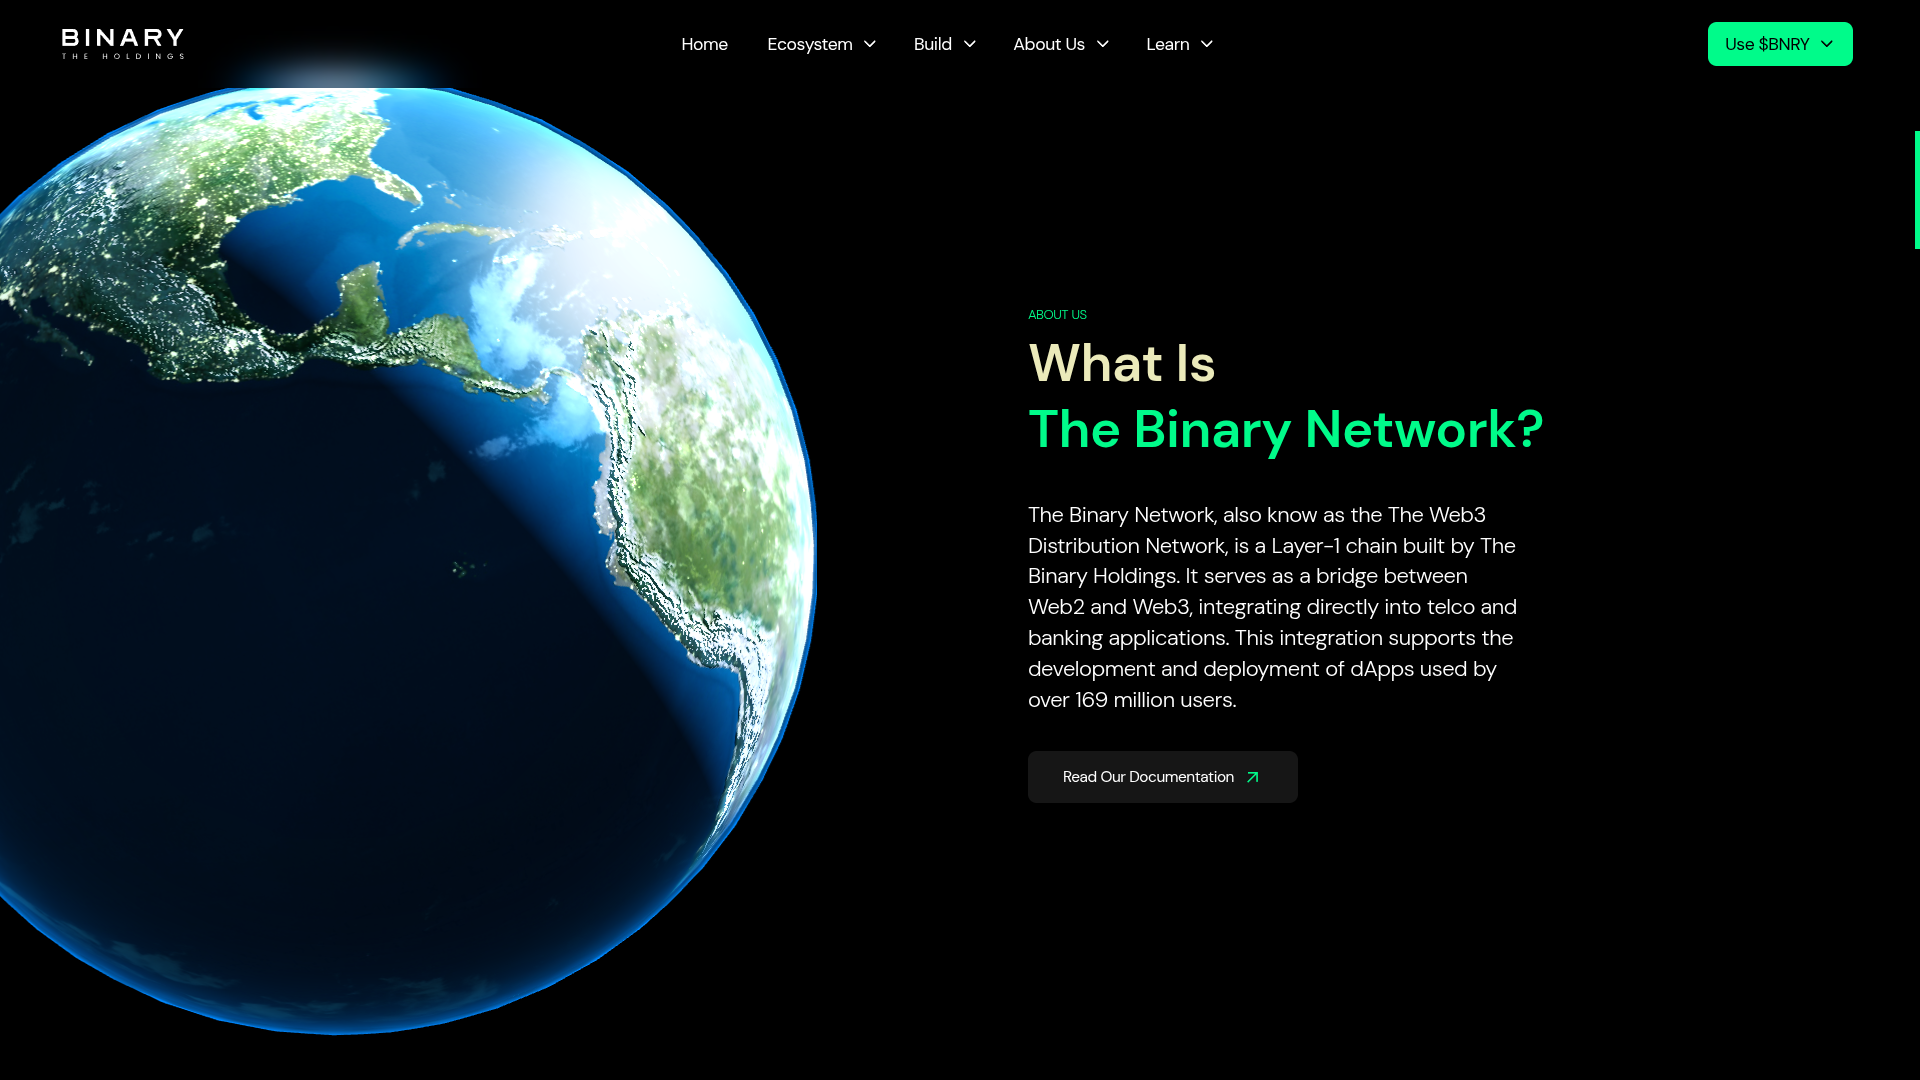 BINARY
THE HOLDINGS
Home
Ecosystem
Build
About Us
Learn
Use $BNRY
ABOUT US
What Is
The Binary Network?
The Binary Network, also know as the The Web3
Distribution Network, is a Layer-1 chain built by The
Binary Holdings. It serves as a bridge between
Web2 and Web3, integrating directly into telco and
banking applications. This integration supports the
development and deployment of dApps used by
over 169 million users.
Read Our Documentation